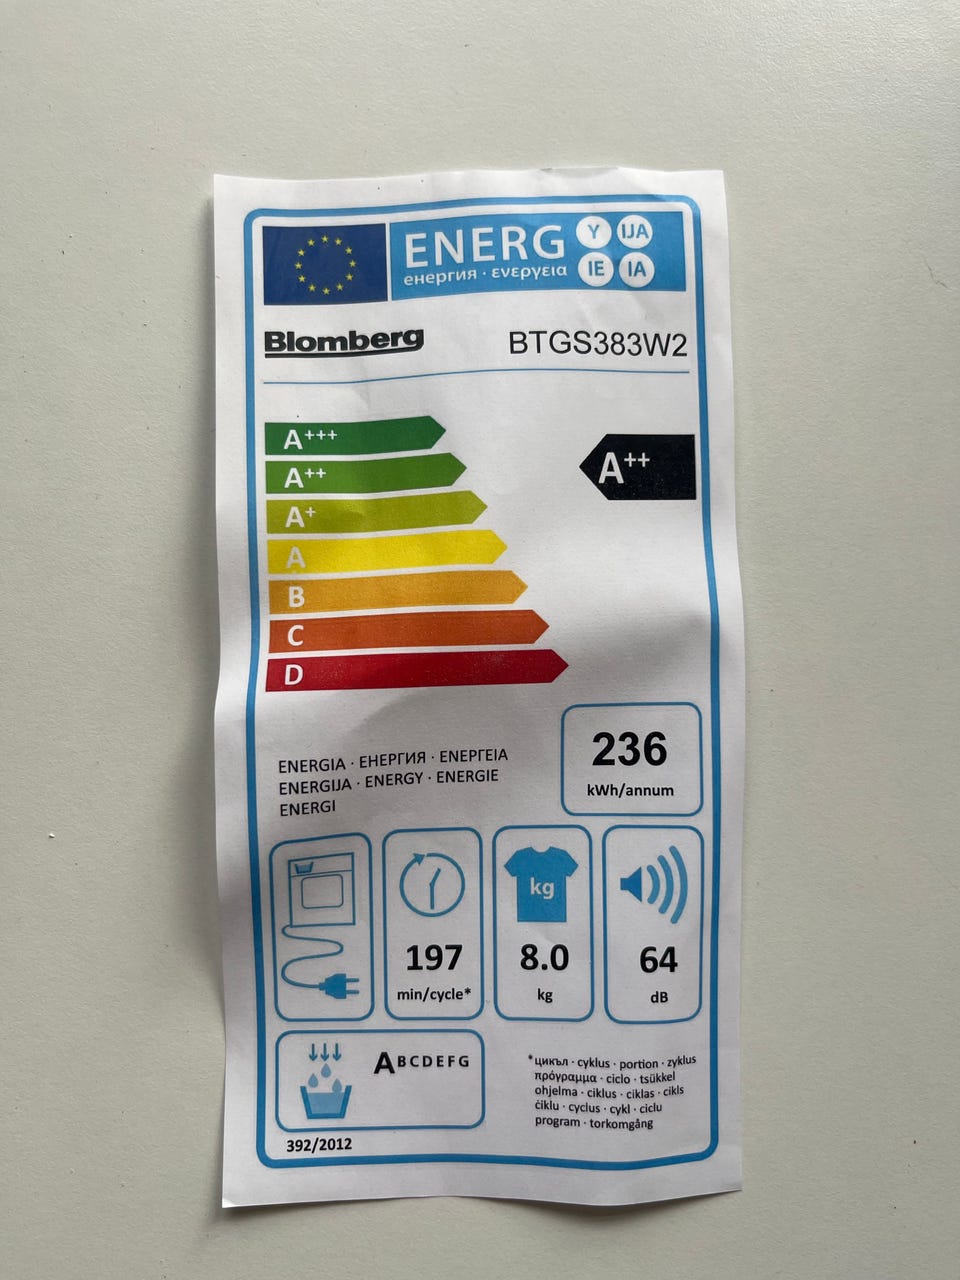 ENERG Y IJA
енергия · ενεργεια IE IA
Blomberg BTGS383W2
A+++
A++
A++
A+
A
B
C
D
236
kWh/annum
ENERGIA · ЕНЕРГИЯ · ΕΝΕΡΓΕΙΑ
ENERGIJA · ENERGY · ENERGIE
ENERGI
197
min/cycle*
kg
8.0
kg
64
dB
ABCDEFG
*цикъл · cyklus · portion · zyklus
πρόγραμμα · ciclo · tsükkel
ohjelma · ciklus · ciklas · cikls
ċiklu · cyclus · cykl · ciclu
program · torkomgång
392/2012